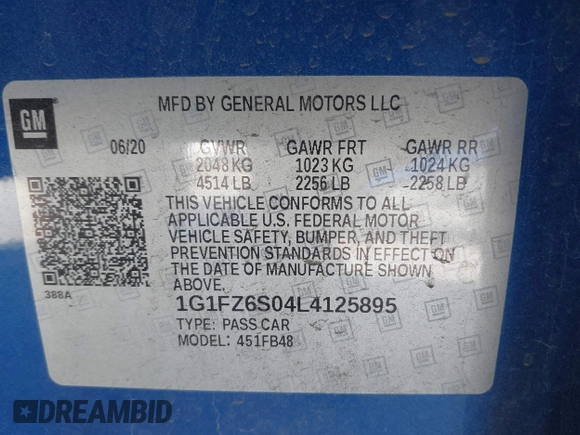 GM
MFD BY GENERAL MOTORS LLC
06/20 GVWR GAWR FRT GAWR RR
2048 KG 1023 KG 1024 KG
4514 LB 2256 LB 2258 LB
THIS VEHICLE CONFORMS TO ALL
APPLICABLE U.S. FEDERAL MOTOR
VEHICLE SAFETY, BUMPER, AND THEFT
PREVENTION STANDARDS IN EFFECT ON
THE DATE OF MANUFACTURE SHOWN
ABOVE.
388A
1G1FZ6S04L4125895
TYPE: PASS CAR
MODEL: 451FB48
DREAMBID